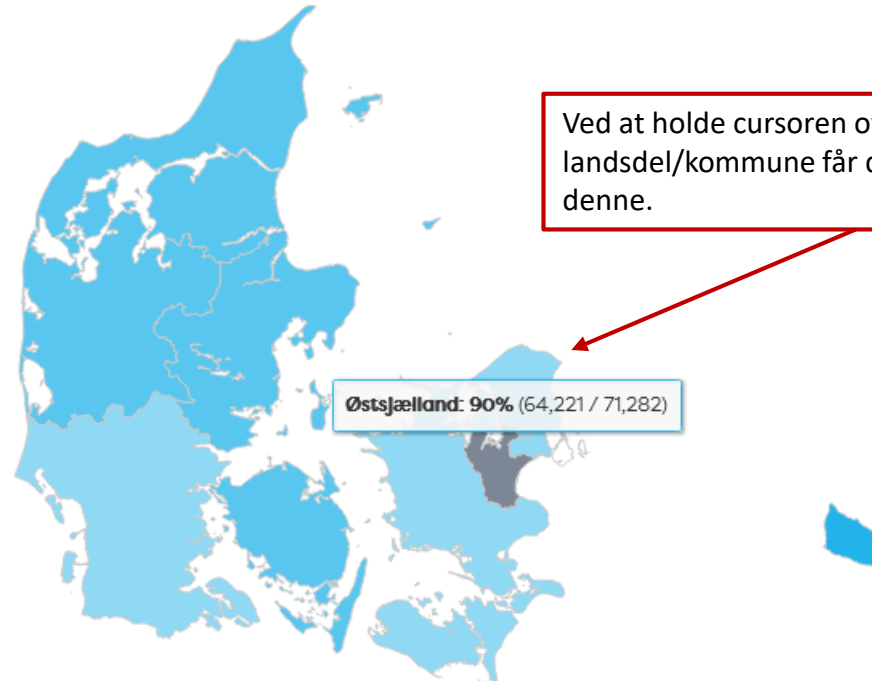 Ved at holde cursoren
landsdel/kommune får
denne.
Østsjælland: 90% (64,221 / 71,282)